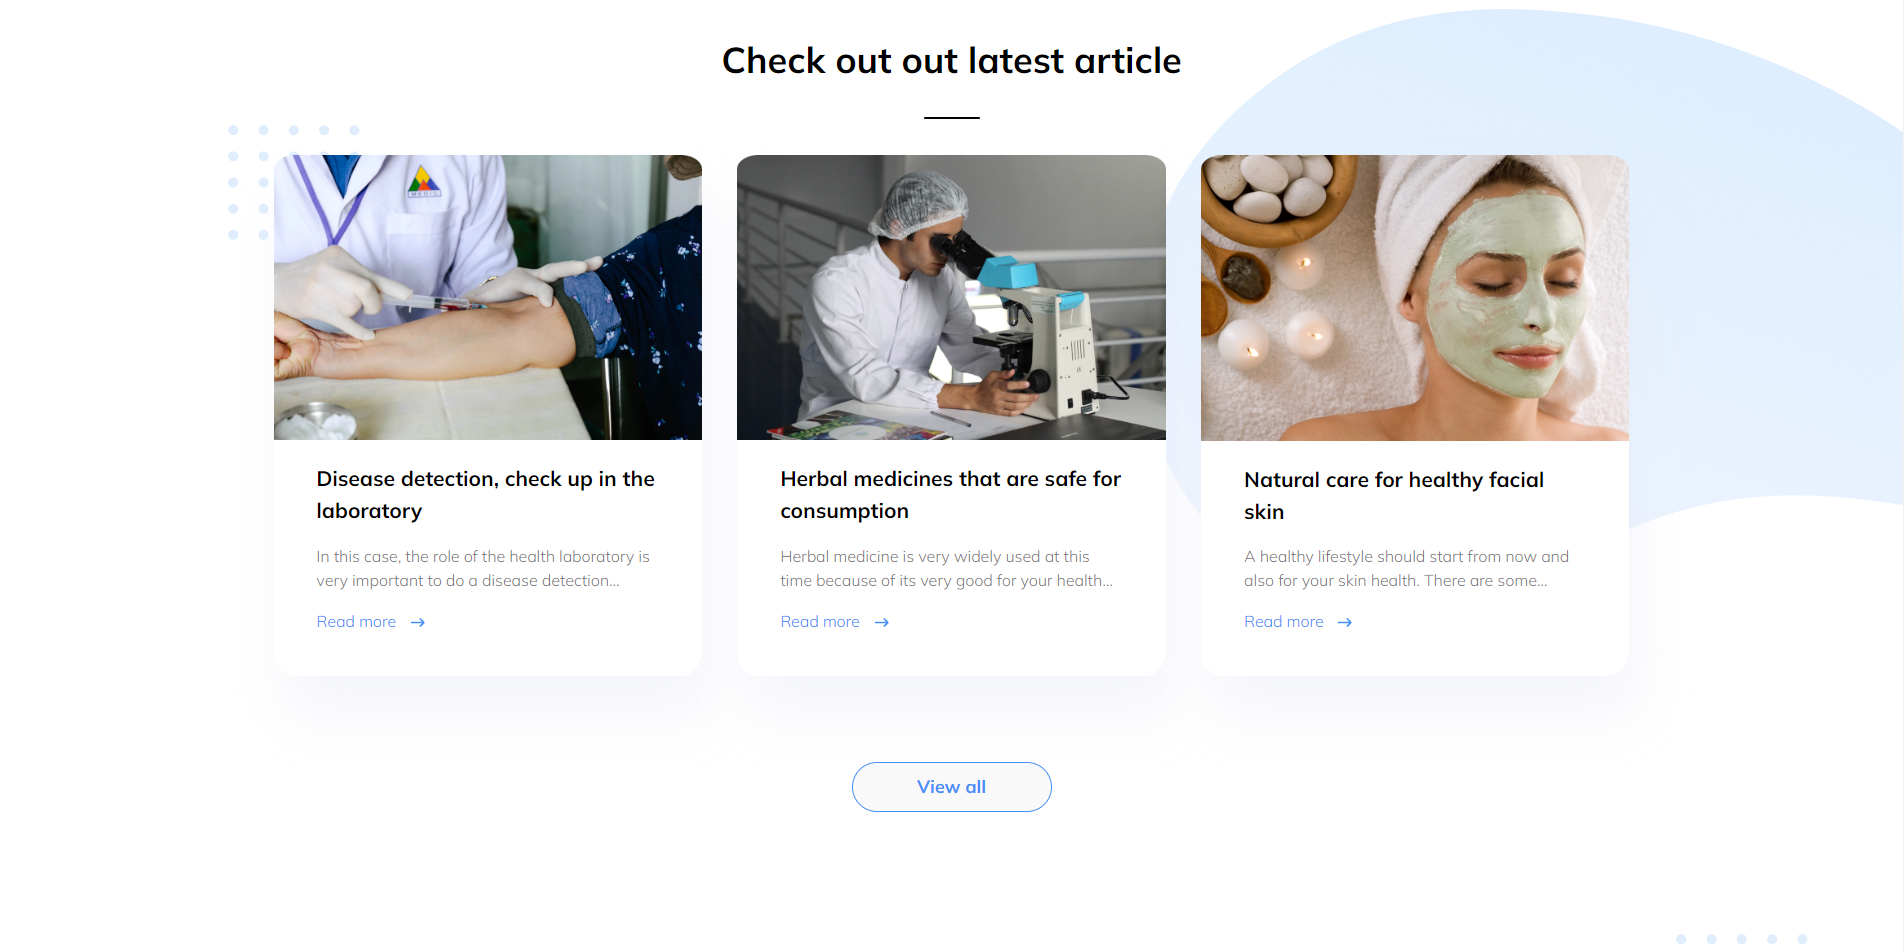 Check out out latest article
Disease detection, check up in the
laboratory
In this case, the role of the health laboratory is
very important to do a disease detection...
Read more
Herbal medicines that are safe for
consumption
Herbal medicine is very widely used at this
time because of its very good for your health...
Read more
Natural care for healthy facial
skin
A healthy lifestyle should start from now and
also for your skin health. There are some...
Read more
View all